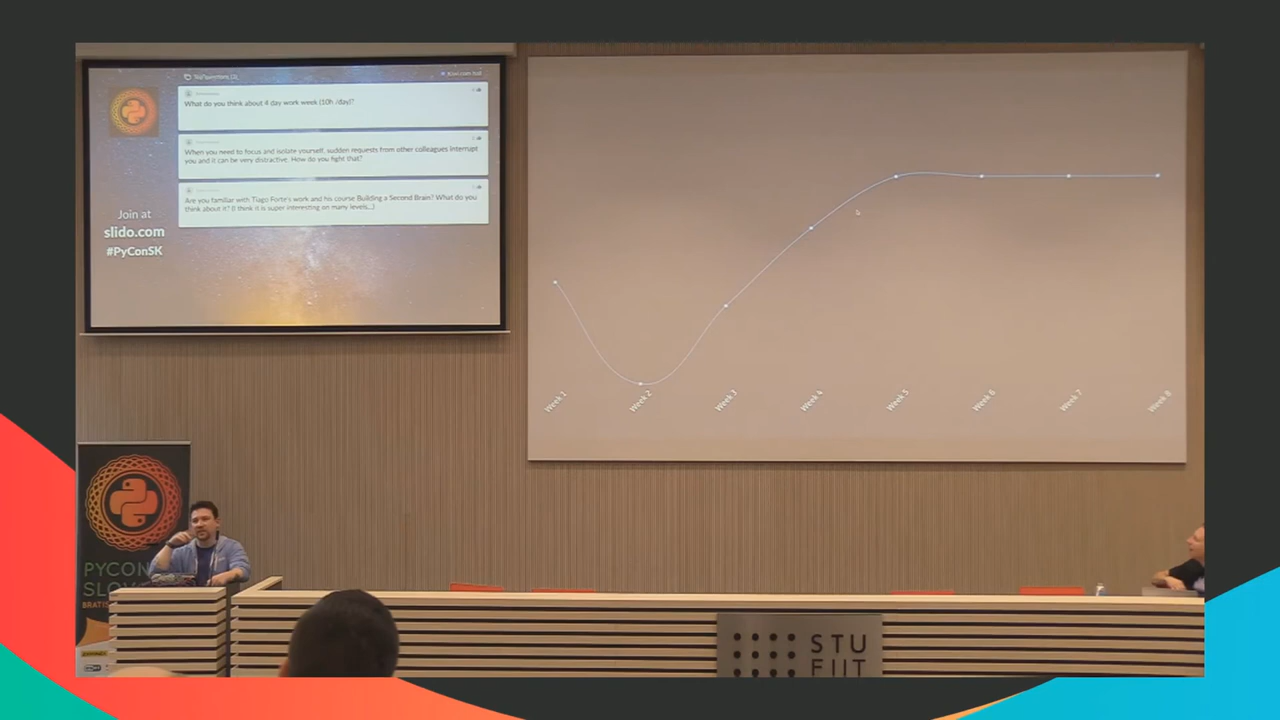 What do you think about 4 day work week (10h /day)?
When you need to focus and isolate yourself, sudden requests from other colleagues interrupt
you and it can be very distractive. How do you fight that?
Are you familiar with Tiago Forte's work and his course Building a Second Brain? What do you
think about it? (I think it is super interesting on many levels...)
Join at
slido.com
#PyConSK
Week 1
Week 2
Week 3
Week 4
Week 5
Week 6
Week 7
Week 8
PYCON
SLOV
BRATIS
STU
FIIT